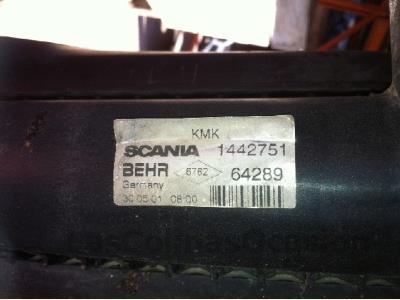 KMK
SCANIA 1442751
BEHR 8762 64289
Germany
30.05.01 08:00